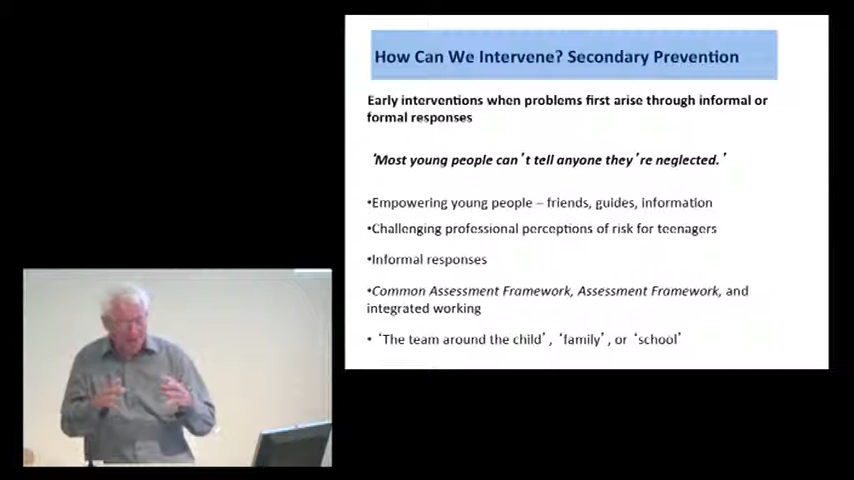 How Can We Intervene? Secondary Prevention
Early interventions when problems first arise through informal or
formal responses
‘Most young people can’t tell anyone they’re neglected.’
•Empowering young people – friends, guides, information
•Challenging professional perceptions of risk for teenagers
•Informal responses
•Common Assessment Framework, Assessment Framework, and
integrated working
• ‘The team around the child’, ‘family’, or ‘school’